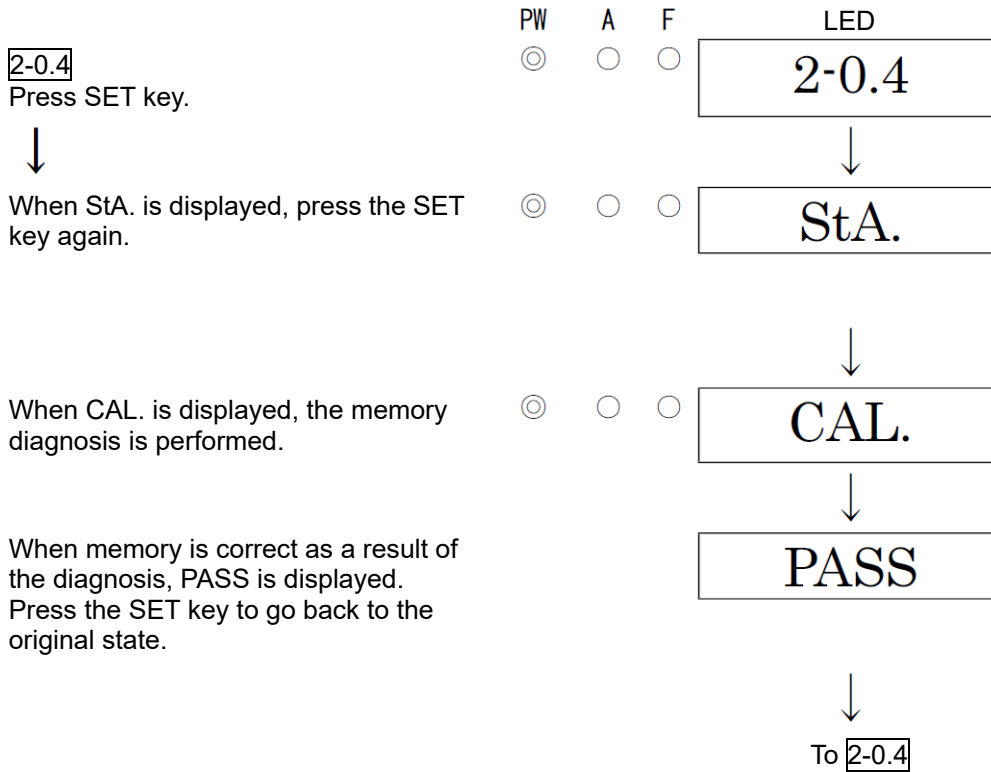 PW A F LED
2-0.4
Press SET key.
2-0.4
When StA. is displayed, press the SET
key again.
StA.
When CAL. is displayed, the memory
diagnosis is performed.
CAL.
When memory is correct as a result of
the diagnosis, PASS is displayed.
Press the SET key to go back to the
original state.
PASS
To 2-0.4